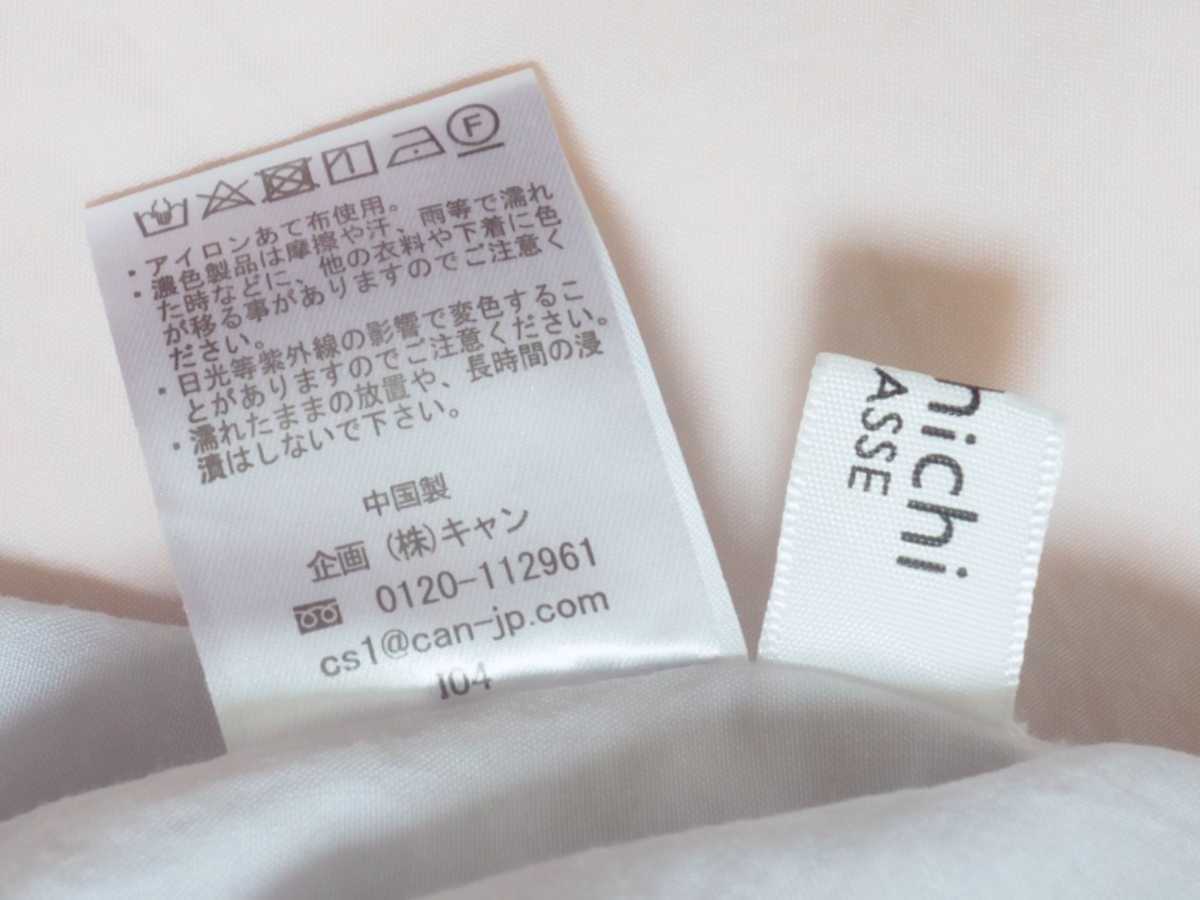 F
・アイロンあて布使用。
・濃色製品は摩擦や汗、雨等で濡れ
た時などに、他の衣料や下着に色
が移る事がありますのでご注意く
ださい。
・日光等紫外線の影響で変色するこ
とがありますのでご注意ください。
・濡れたままの放置や、長時間の浸
漬はしないで下さい。
中国製
企画 (株)キャン
0120-112961
cs1@can-jp.com
I04
hichi
ASSE